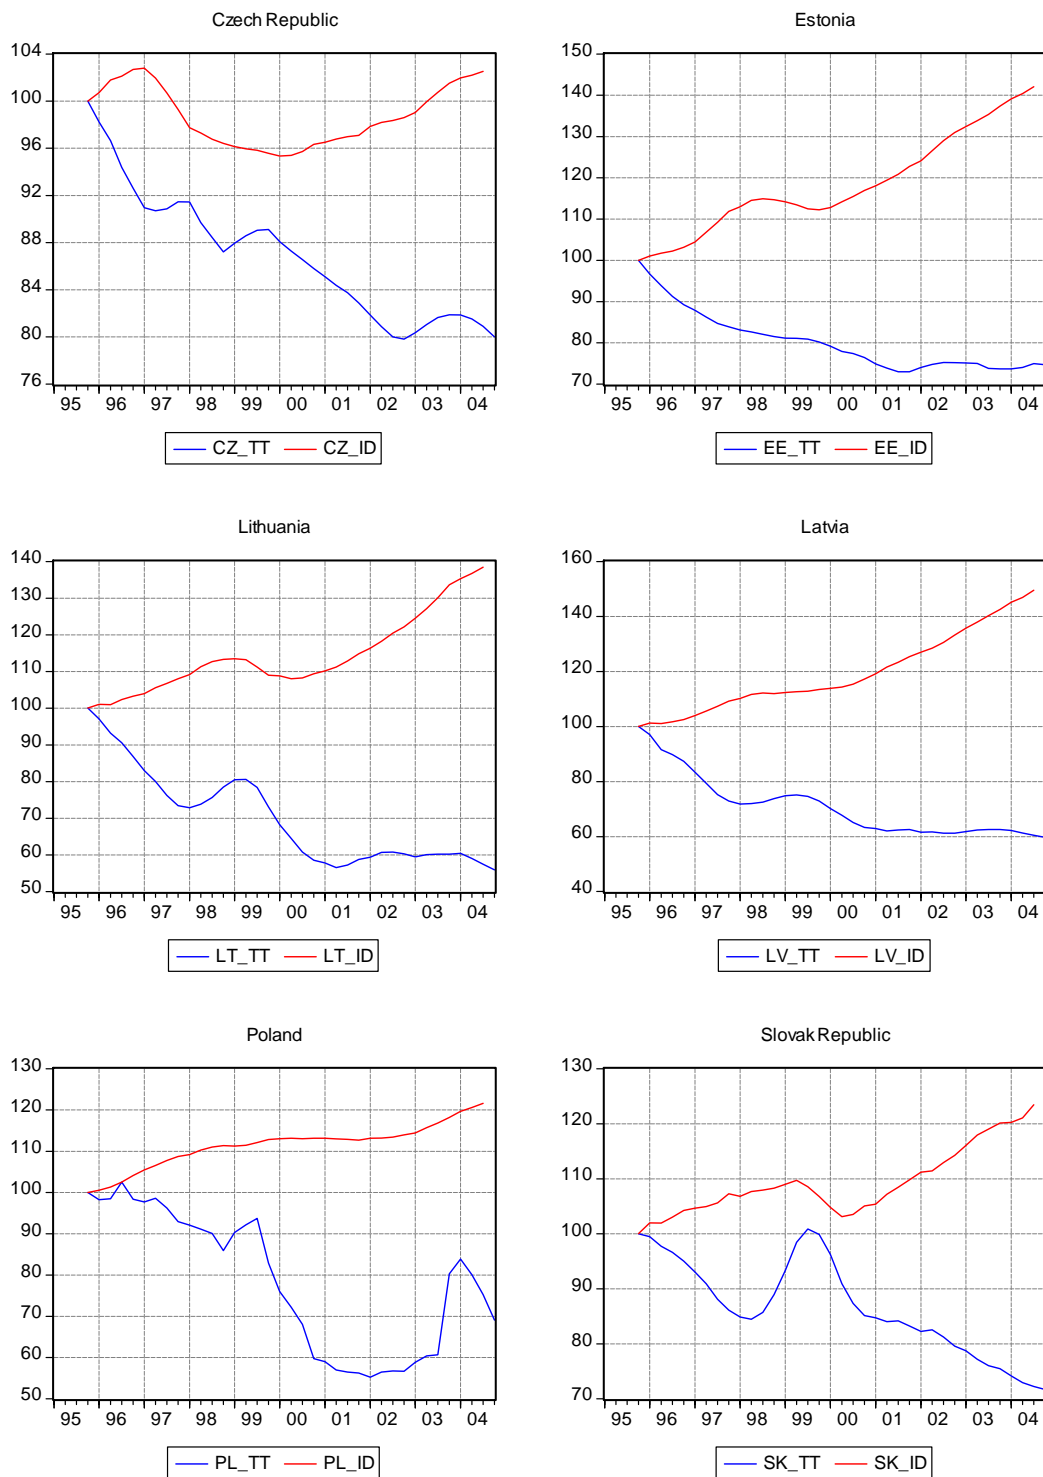 Czech Republic
104
100
96
92
88
84
80
76
95 96 97 98 99 00 01 02 03 04
CZ_TT CZ_ID
Estonia
150
140
130
120
110
100
90
80
70
95 96 97 98 99 00 01 02 03 04
EE_TT EE_ID
Lithuania
140
130
120
110
100
90
80
70
60
50
95 96 97 98 99 00 01 02 03 04
LT_TT LT_ID
Latvia
160
140
120
100
80
60
40
95 96 97 98 99 00 01 02 03 04
LV_TT LV_ID
Poland
130
120
110
100
90
80
70
60
50
95 96 97 98 99 00 01 02 03 04
PL_TT PL_ID
Slovak Republic
130
120
110
100
90
80
70
95 96 97 98 99 00 01 02 03 04
SK_TT SK_ID